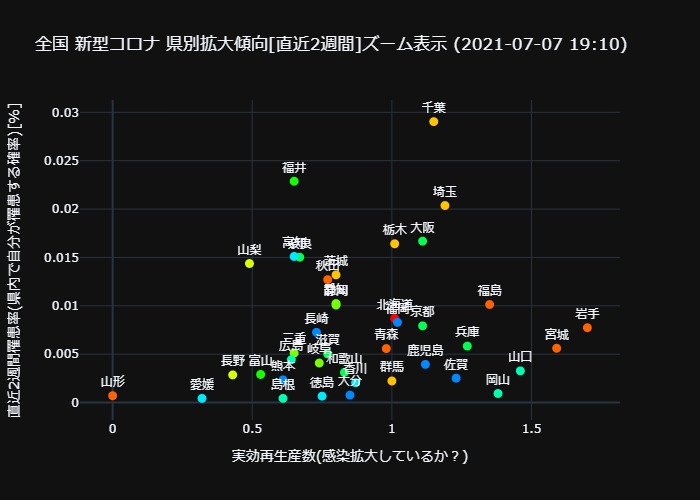 全国 新型コロナ 県別拡大傾向[直近2週間]ズーム表示 (2021-07-07 19:10)
直近2週間罹患率(県内で自分が罹患する確率)[%]
0.03
0.025
0.02
0.015
0.01
0.005
0
千葉
福井
埼玉
栃木
大阪
高知
奈良
山梨
秋田
茨城
福島
北海道
福岡
京都
岩手
長崎
青森
兵庫
宮城
三重
滋賀
広島
岐阜
鹿児島
和歌山
香川
佐賀
群馬
山口
長野
富山
熊本
島根
徳島
大分
岡山
愛媛
山形
0
0.5
1
1.5
実効再生産数(感染拡大しているか？)